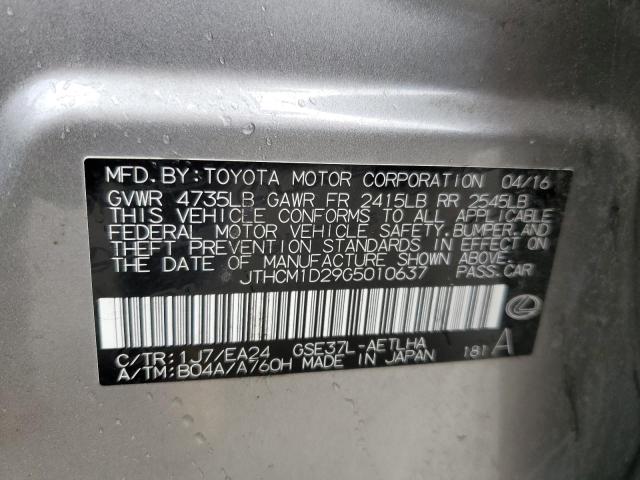 MFD. BY: TOYOTA MOTOR CORPORATION 04/16
GVWR 4735LB GAWR FR 2415LB RR 2545LB
THIS VEHICLE CONFORMS TO ALL APPLICABLE
FEDERAL MOTOR VEHICLE SAFETY, BUMPER, AND
THEFT PREVENTION STANDARDS IN EFFECT ON
THE DATE OF MANUFACTURE SHOWN ABOVE.
JTHCM1D29G5010637 PASS. CAR
C/TR: 1J7/EA24 GSE37L-AETLHA
A/TM: B04A/A760H MADE IN JAPAN 181 A